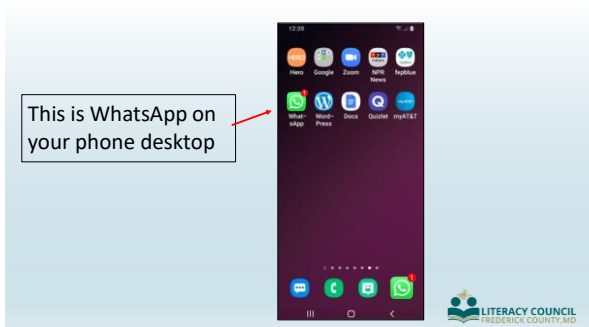 12:39
HERO
Hero Google Zoom NPR fepblue
News
This is WhatsApp on
your phone desktop
What- Word- Docs Quizlet myAT&T
sApp Press
LITERACY COUNCIL
FREDERICK COUNTY, MD